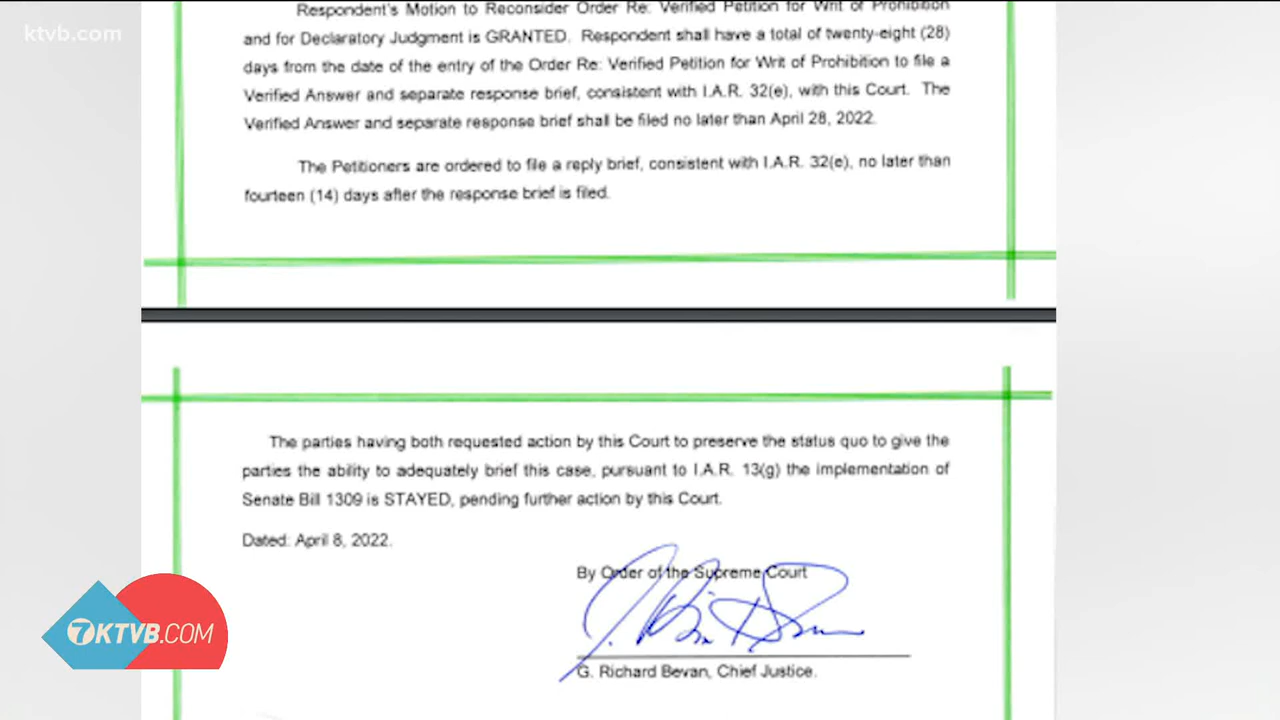 ktvb.com
Respondent's Motion to Reconsider Order Re: Verified Petition for Writ of Prohibition
and for Declaratory Judgment is GRANTED. Respondent shall have a total of twenty-eight (28)
days from the date of the entry of the Order Re: Verified Petition for Writ of Prohibition to file a
Verified Answer and separate response brief, consistent with I.A.R. 32(e), with this Court. The
Verified Answer and separate response brief shall be filed no later than April 28, 2022.
The Petitioners are ordered to file a reply brief, consistent with I.A.R. 32(e), no later than
fourteen (14) days after the response brief is filed.
The parties having both requested action by this Court to preserve the status quo to give the
parties the ability to adequately brief this case, pursuant to I.A.R. 13(g) the implementation of
Senate Bill 1309 is STAYED, pending further action by this Court.
Dated: April 8, 2022.
By Order of the Supreme Court
G. Richard Bevan, Chief Justice.
7KTVB.COM